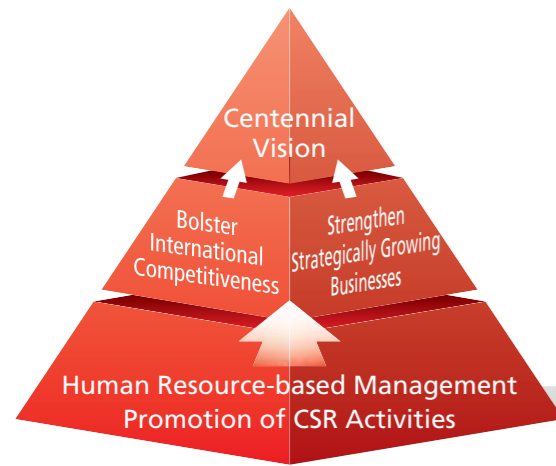 Centennial
Vision
Bolster
International
Competitiveness
Strengthen
Strategically Growing
Businesses
Human Resource-based Management
Promotion of CSR Activities